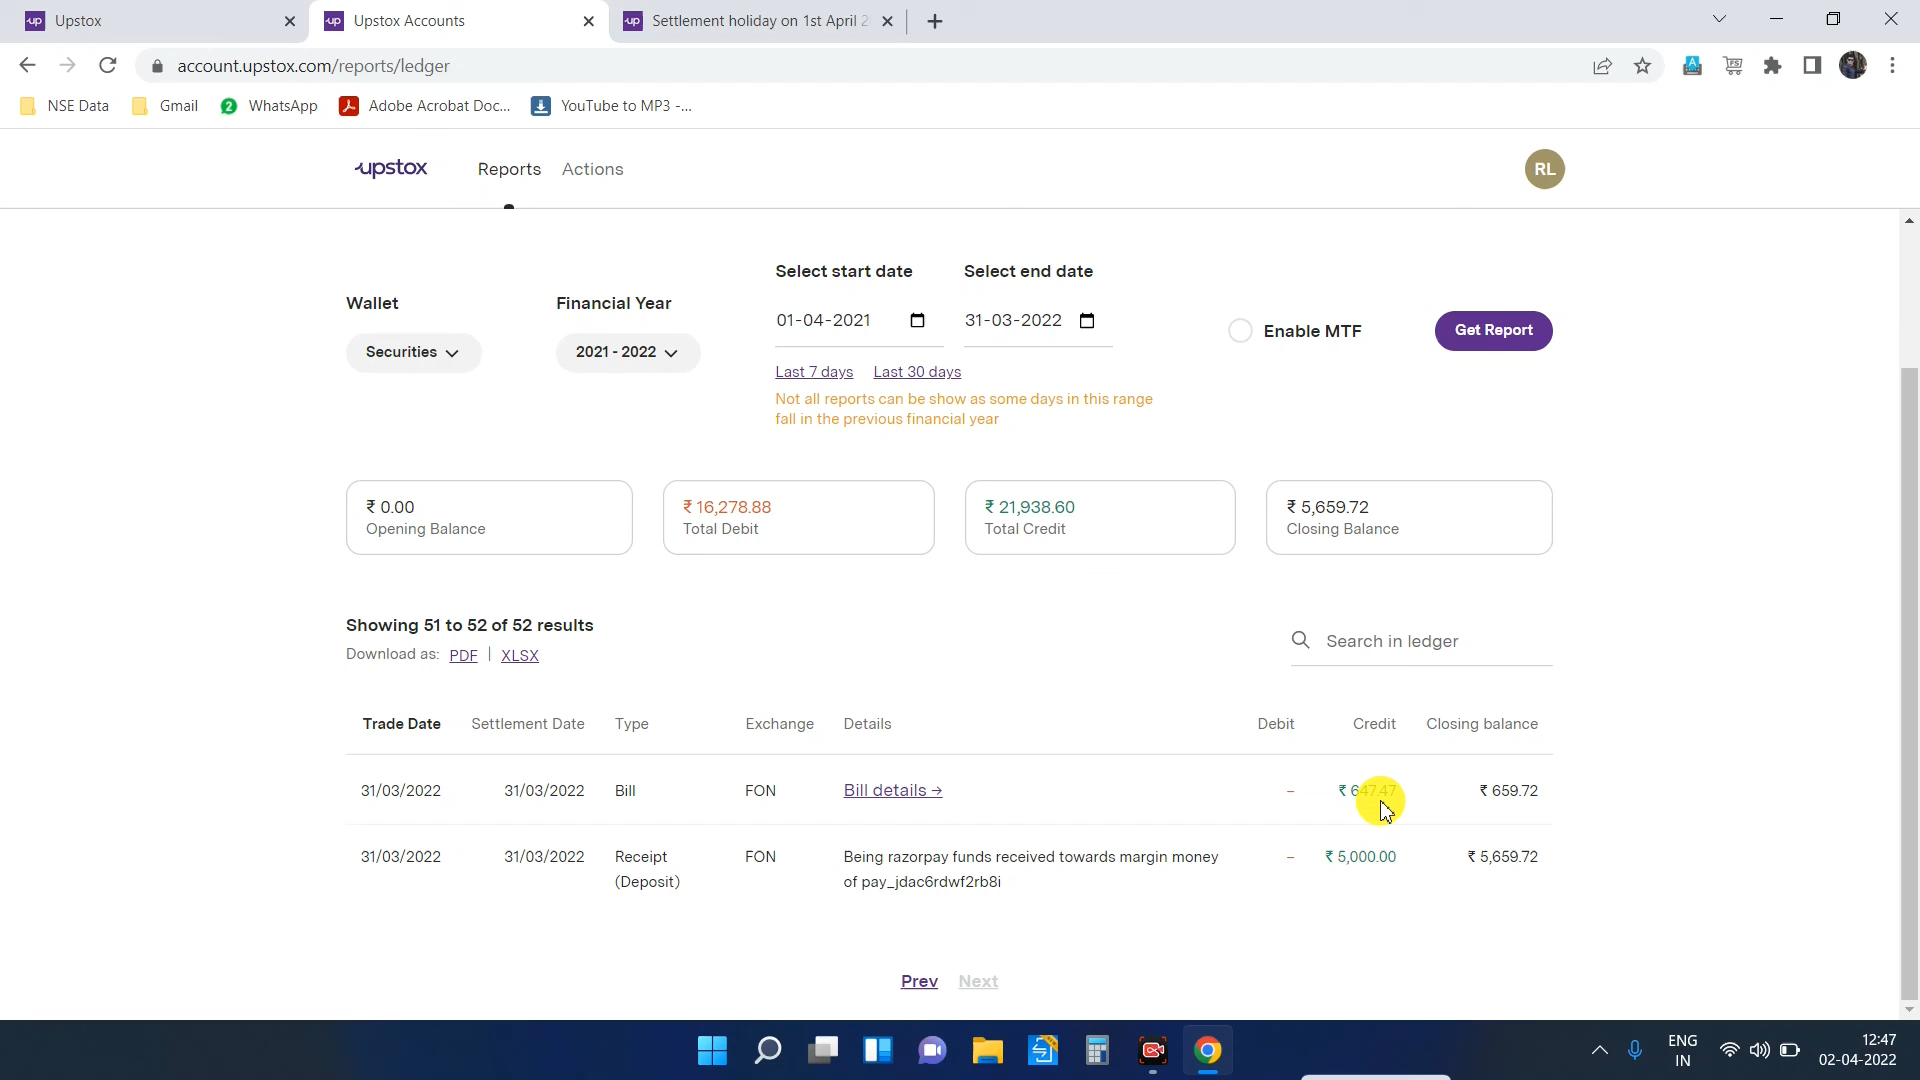 Upstox
Upstox Accounts
Settlement holiday on 1st April 2
account.upstox.com/reports/ledger
NSE Data
Gmail
2
WhatsApp
Adobe Acrobat Doc...
YouTube to MP3 -...
upstox
Reports
Actions
RL
Select start date
Select end date
Wallet
Financial Year
01-04-2021
31-03-2022
Enable MTF
Get Report
Securities
2021 - 2022
Last 7 days
Last 30 days
Not all reports can be show as some days in this range
fall in the previous financial year
₹ 0.00
Opening Balance
₹ 16,278.88
Total Debit
₹ 21,938.60
Total Credit
₹ 5,659.72
Closing Balance
Showing 51 to 52 of 52 results
Download as: PDF | XLSX
Search in ledger
Trade Date Settlement Date Type Exchange Details Debit Credit Closing balance
31/03/2022 31/03/2022 Bill FON Bill details → – ₹ 647.47 ₹ 659.72
31/03/2022 31/03/2022 Receipt FON Being razorpay funds received towards margin money – ₹ 5,000.00 ₹ 5,659.72
(Deposit) of pay_jdac6rdwf2rb8i
Prev Next
ENG
IN
12:47
02-04-2022